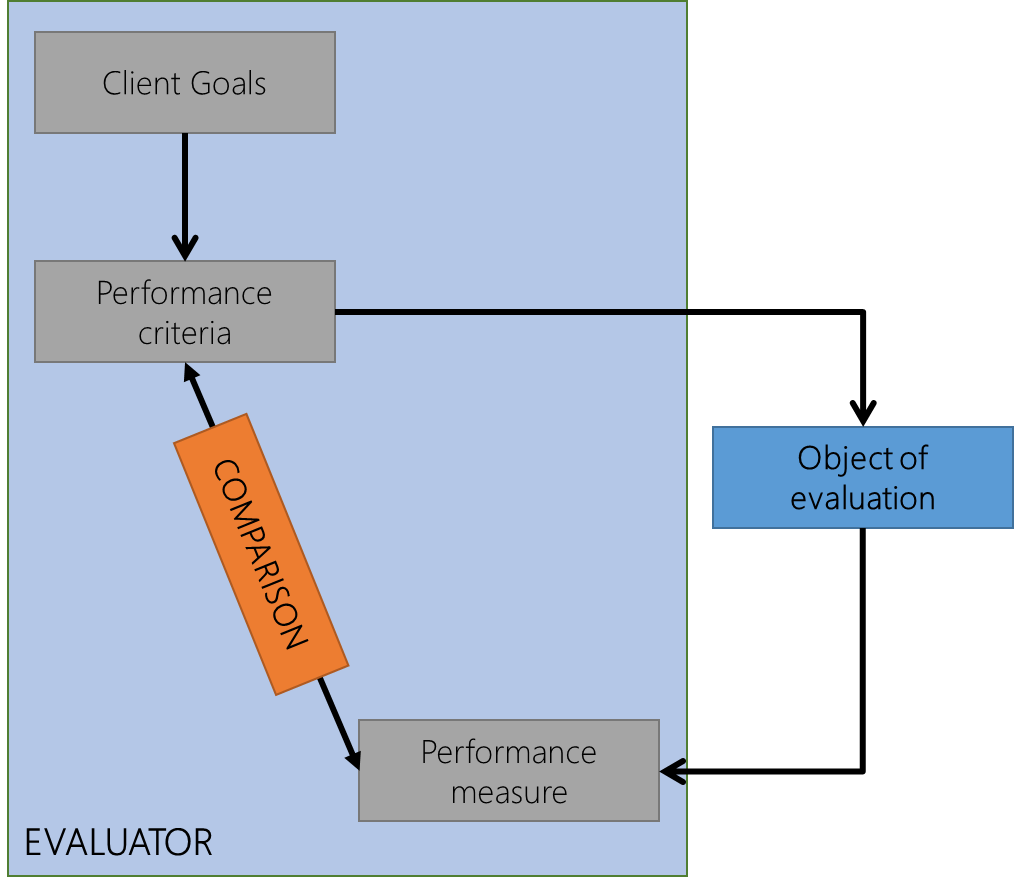 Client Goals
Performance
criteria
Object of
evaluation
COMPARISON
Performance
measure
EVALUATOR